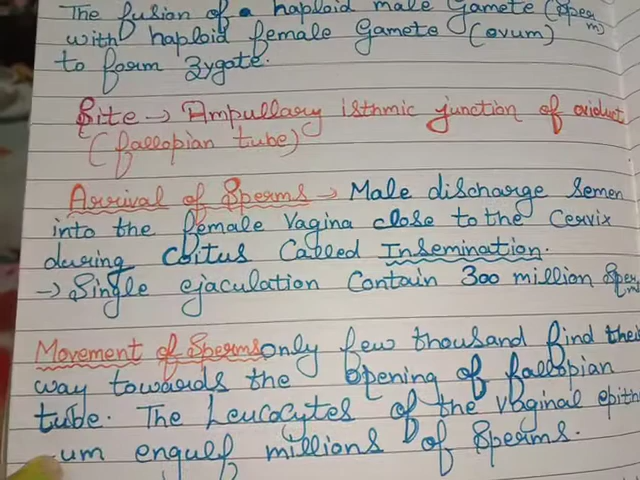 The fusion of a haploid male Gamete (Sper
m)
with haploid female Gamete (ovum)
to form Zygate.
Site → Ampullary isthmic junction of oviduct
(fallopian tube)
Arrival of Sperms → Male discharge Semen
into the female Vagina close to the Cervix
during Coitus Called Insemination.
→ Single ejaculation Contain 300 million Sper
m
Movement of Sperms only few thousand find their
way towards the opening of fallopian
tube. The Leucocytes of the vaginal epith
um engulf millions of Sperms.